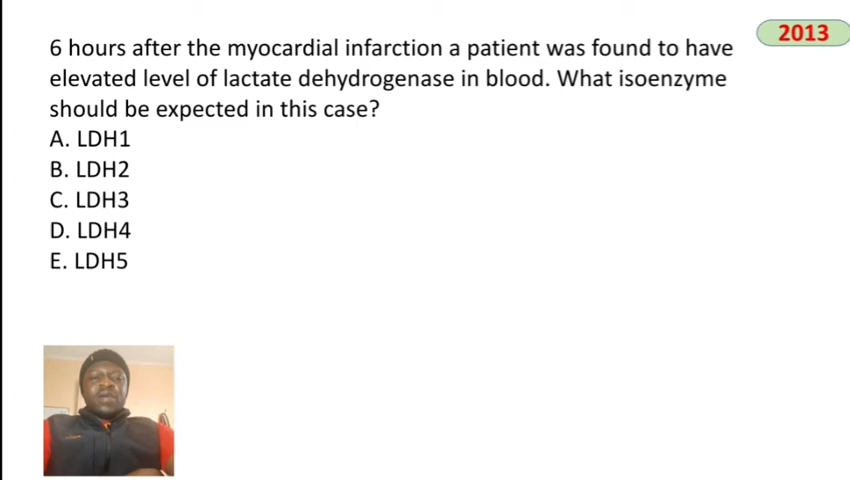 2013
6 hours after the myocardial infarction a patient was found to have
elevated level of lactate dehydrogenase in blood. What isoenzyme
should be expected in this case?
A. LDH1
B. LDH2
C. LDH3
D. LDH4
E. LDH5